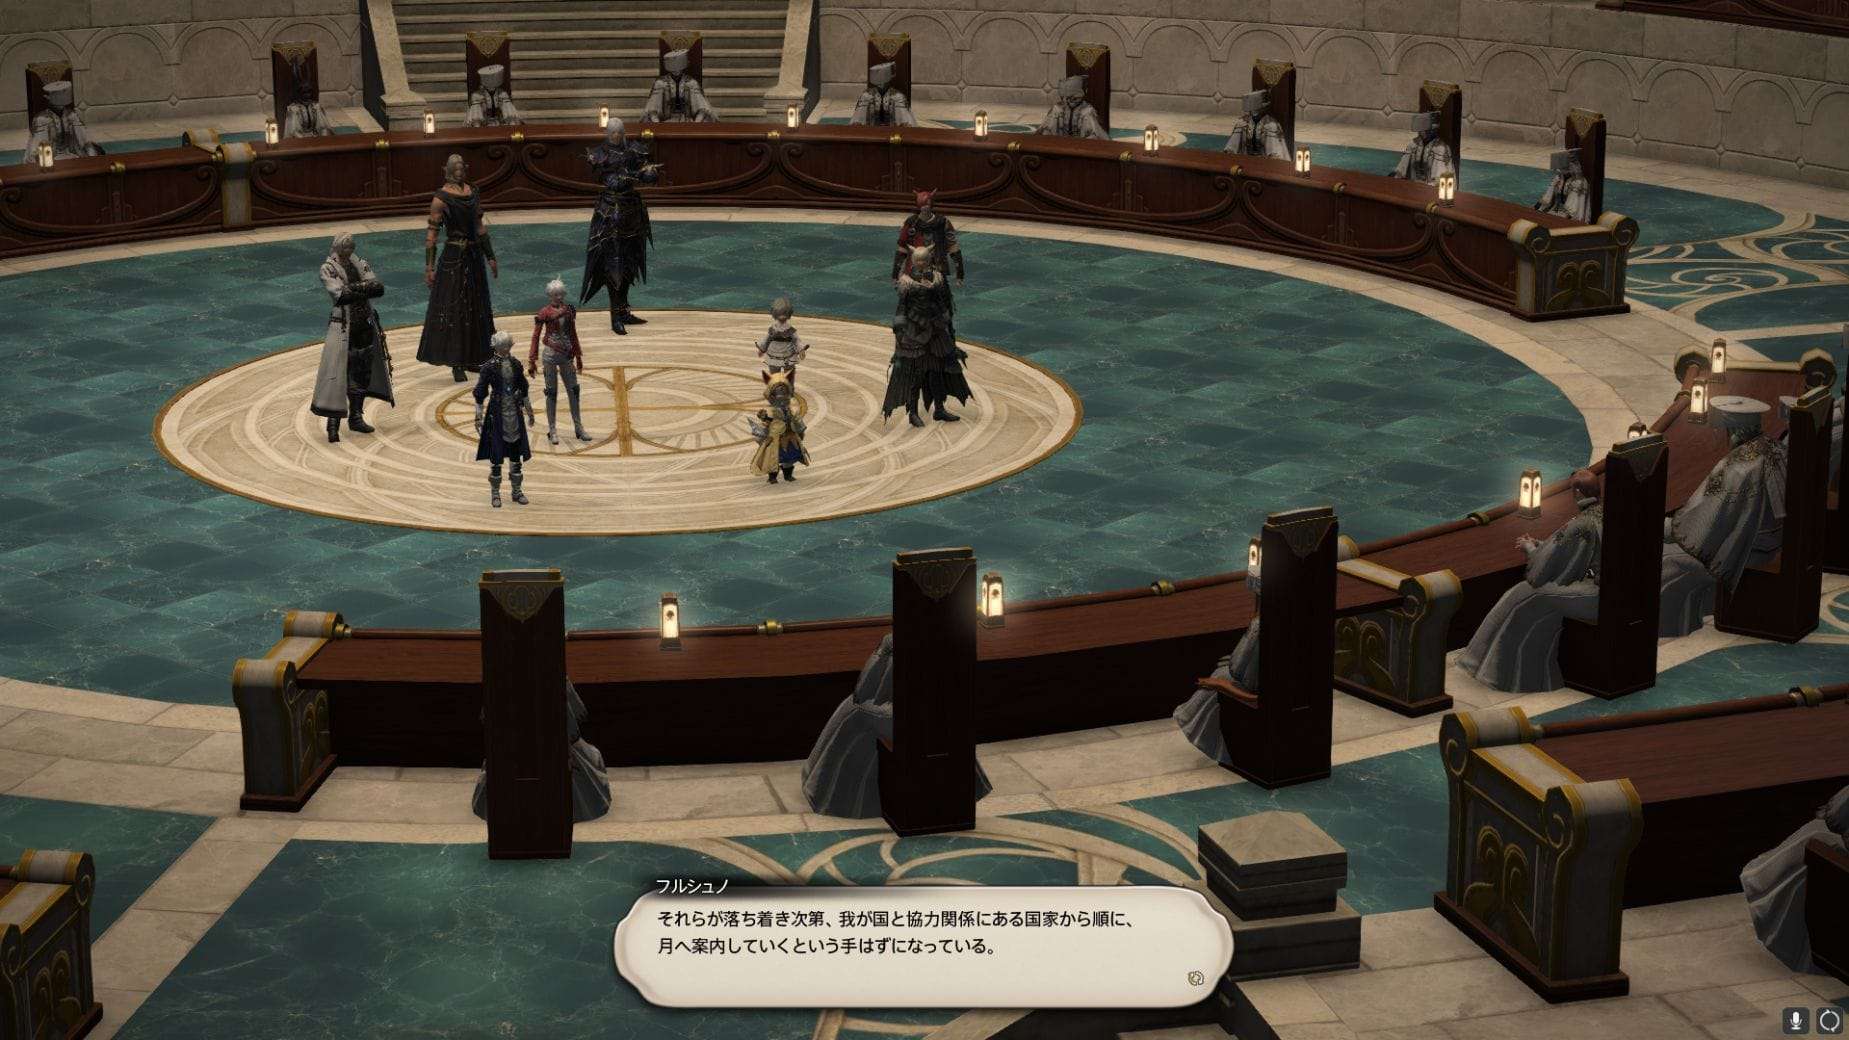 フルシュノ
それらが落ち着き次第、我が国と協力関係にある国家から順に、
月へ案内していくという手はずになっている。